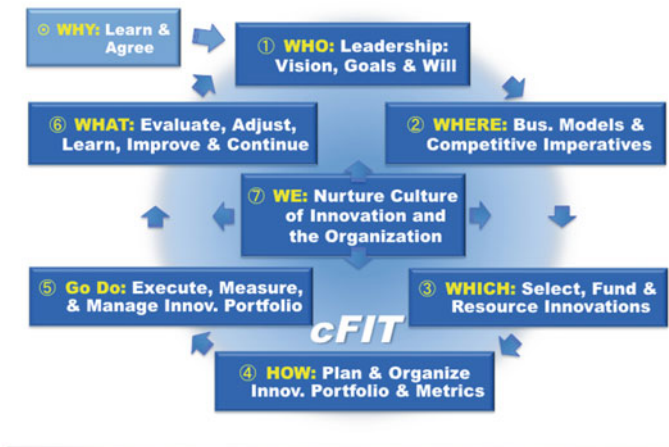 ⓪ WHY: Learn &
Agree
① WHO: Leadership:
Vision, Goals & Will
② WHERE: Bus. Models &
Competitive Imperatives
③ WHICH: Select, Fund &
Resource Innovations
④ HOW: Plan & Organize
Innov. Portfolio & Metrics
⑤ Go Do: Execute, Measure,
& Manage Innov. Portfolio
⑥ WHAT: Evaluate, Adjust,
Learn, Improve & Continue
⑦ WE: Nurture Culture
of Innovation and
the Organization
cFIT